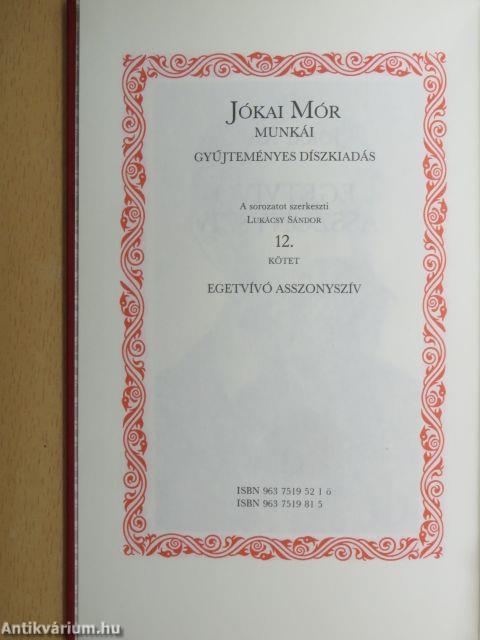 JÓKAI MÓR
MUNKÁI
GYŰJTEMÉNYES DÍSZKIADÁS
A sorozatot szerkeszti
LUKÁCSY SÁNDOR
12.
KÖTET
EGETVÍVÓ ASSZONYSZÍV
ISBN 963 7519 52 1 ö
ISBN 963 7519 81 5
Antikvárium.hu